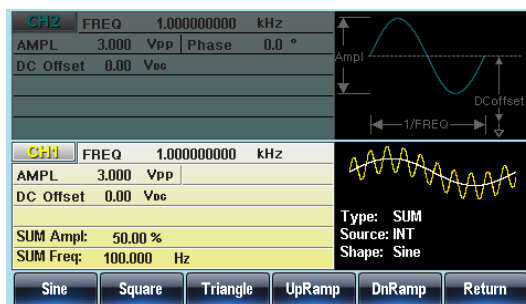 CH2 FREQ 1.000000000 kHz
AMPL 3.000 VPP Phase 0.0 °
DC Offset 0.00 VDC
Ampl
DCoffset
1/FREQ
CH1 FREQ 1.000000000 kHz
AMPL 3.000 VPP
DC Offset 0.00 VDC
SUM Ampl: 50.00 %
SUM Freq: 100.000 Hz
Type: SUM
Source: INT
Shape: Sine
Sine Square Triangle UpRamp DnRamp Return